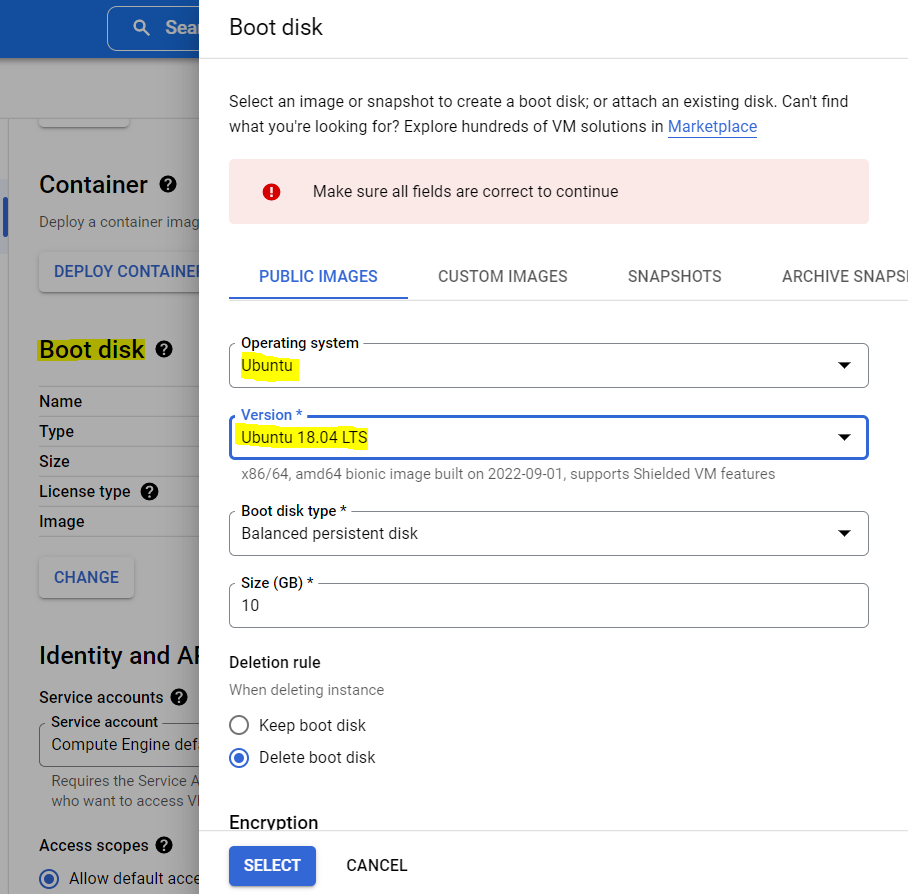 Sear
Boot disk
Select an image or snapshot to create a boot disk; or attach an existing disk. Can't find
what you're looking for? Explore hundreds of VM solutions in Marketplace
Make sure all fields are correct to continue
PUBLIC IMAGES
CUSTOM IMAGES
SNAPSHOTS
ARCHIVE SNAPS
Operating system
Ubuntu
Version *
Ubuntu 18.04 LTS
x86/64, amd64 bionic image built on 2022-09-01, supports Shielded VM features
Boot disk type *
Balanced persistent disk
Size (GB) *
10
Deletion rule
When deleting instance
Keep boot disk
Delete boot disk
Encryption
SELECT
CANCEL
Container
Deploy a container imag
DEPLOY CONTAINER
Boot disk
Name
Type
Size
License type
Image
CHANGE
Identity and AP
Service accounts
Service account
Compute Engine defa
Requires the Service A
who want to access VM
Access scopes
Allow default acce